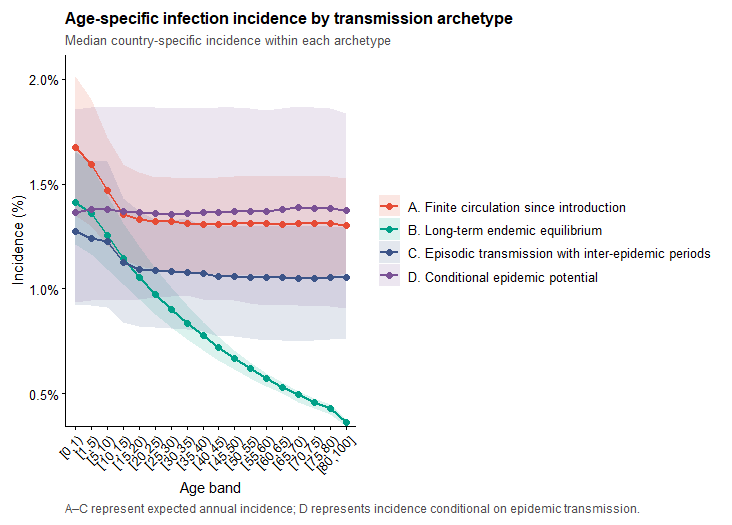 Age-specific infection incidence by transmission archetype
Median country-specific incidence within each archetype
2.0%
1.5%
1.0%
0.5%
Incidence (%)
A. Finite circulation since introduction
B. Long-term endemic equilibrium
C. Episodic transmission with inter-epidemic periods
D. Conditional epidemic potential
[0,1)
[1,5)
[5,10)
[10,15)
[15,20)
[20,25)
[25,30)
[30,35)
[35,40)
[40,45)
[45,50)
[50,55)
[55,60)
[60,65)
[65,70)
[70,75)
[75,80)
[80,100]
Age band
A–C represent expected annual incidence; D represents incidence conditional on epidemic transmission.